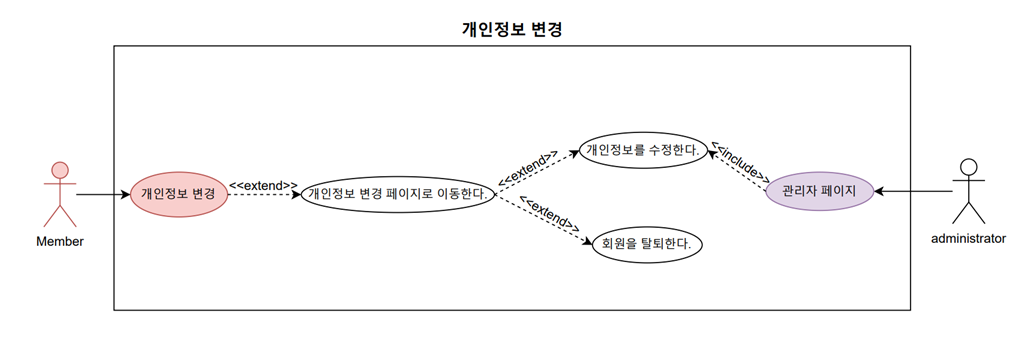 개인정보 변경
개인정보 변경
<<extend>>
개인정보 변경 페이지로 이동한다.
<<extend>>
개인정보를 수정한다.
<<include>>
관리자 페이지
<<extend>>
회원을 탈퇴한다.
Member
administrator